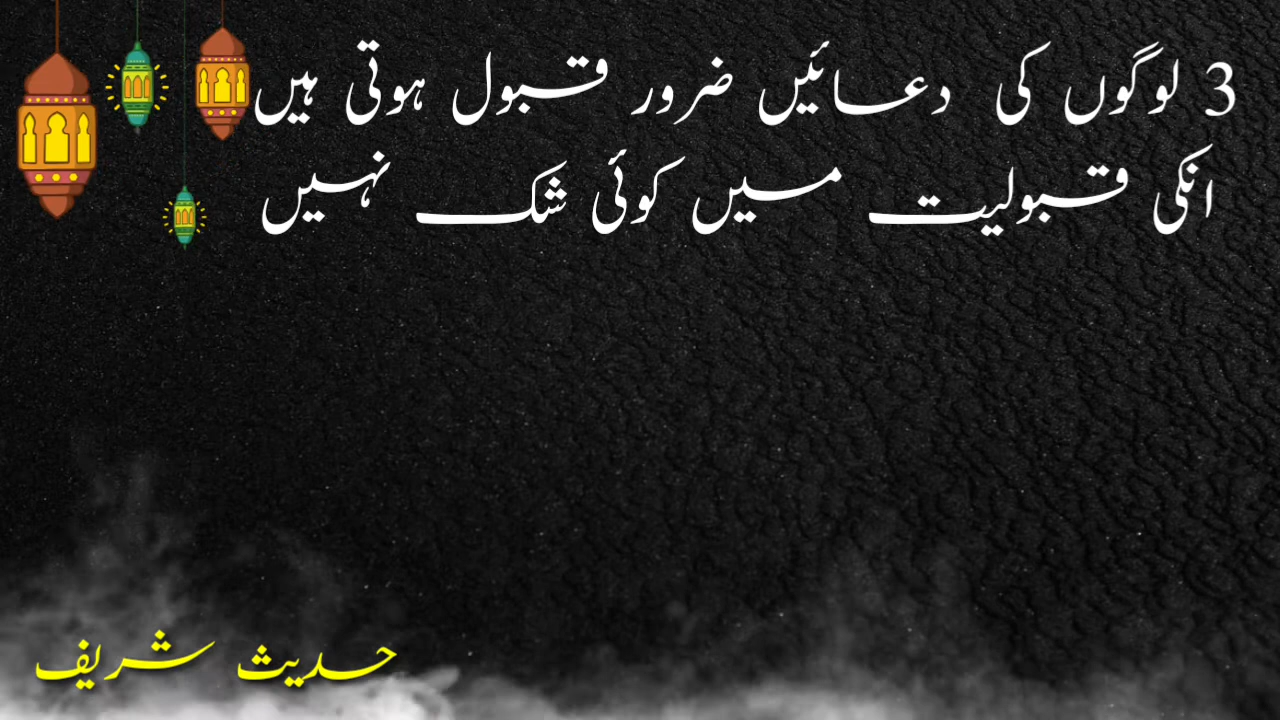 3 لوگوں کی دعائیں ضرور قبول ہوتی ہیں
انکی قبولیت میں کوئی شک نہیں
حدیث شریف